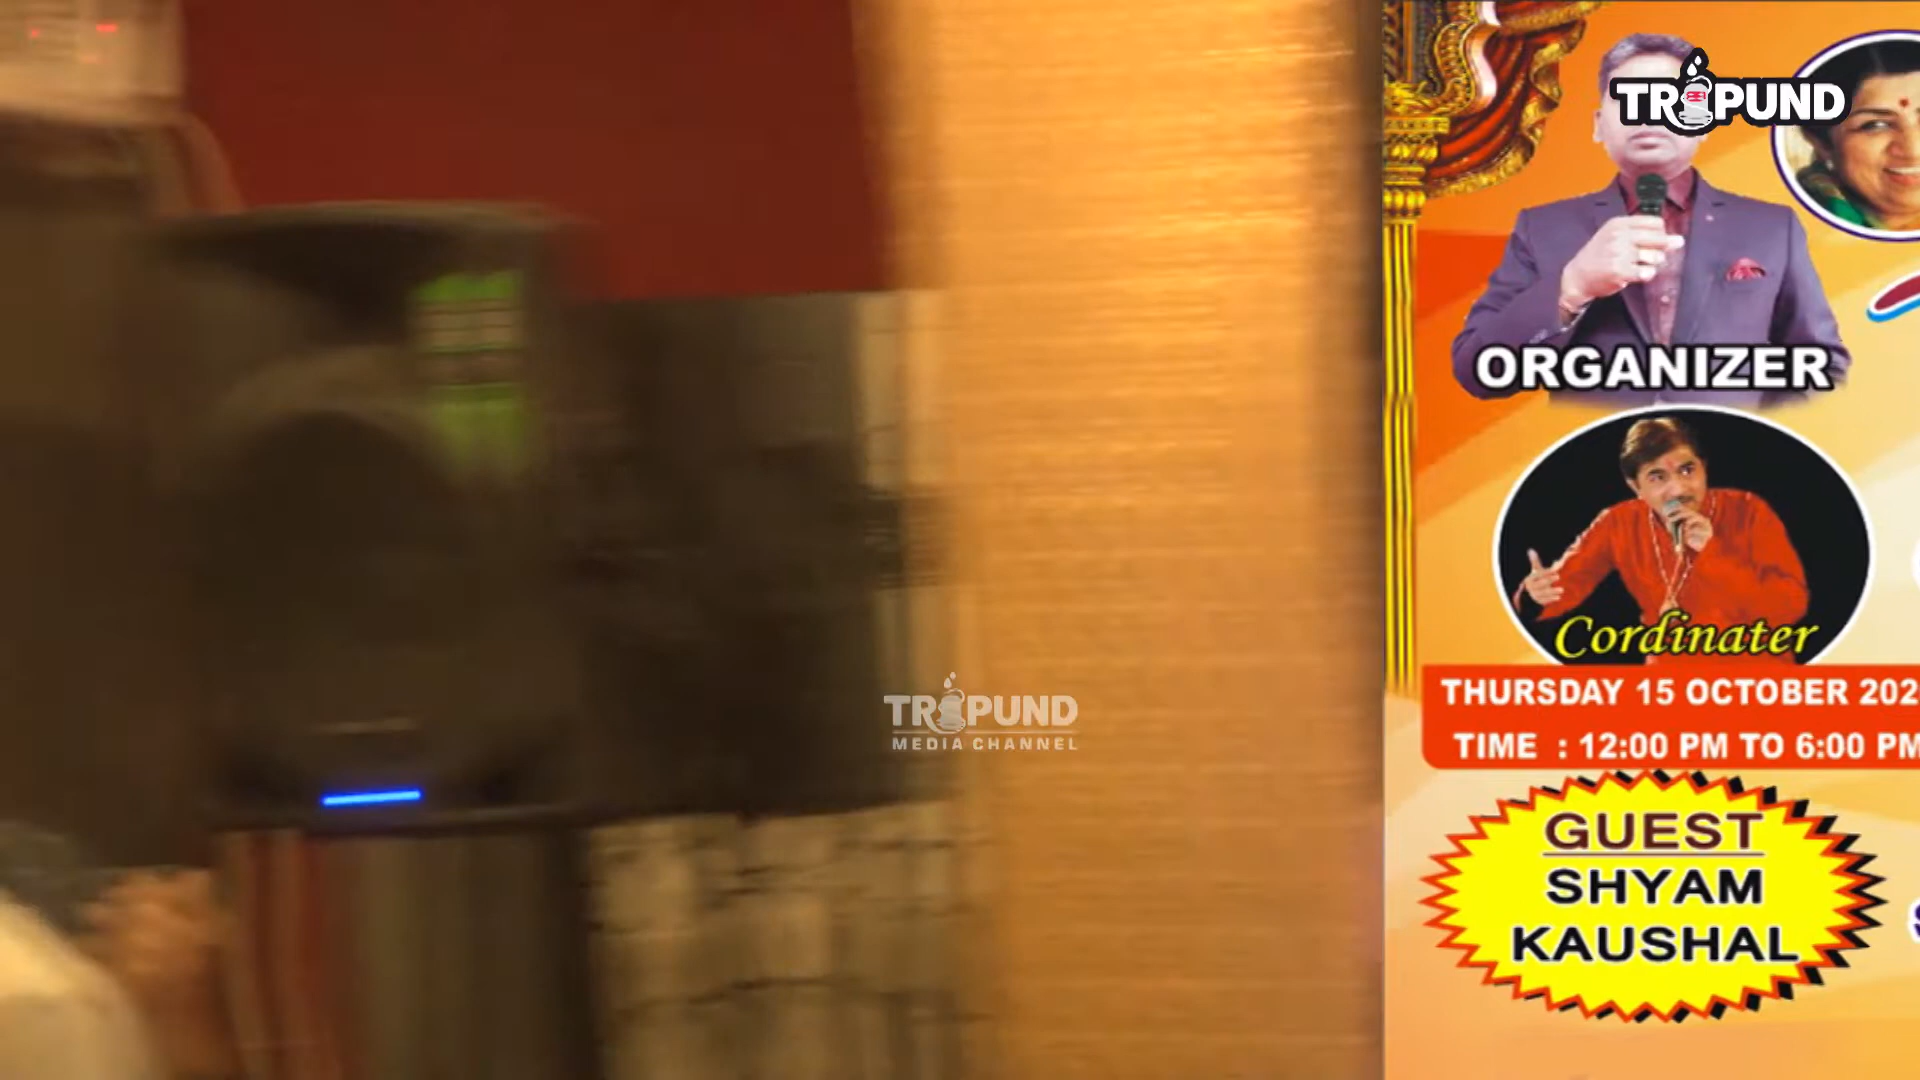 TRIPUND
ORGANIZER
Cordinater
THURSDAY 15 OCTOBER 202
TIME : 12:00 PM TO 6:00 PM
GUEST
SHYAM
KAUSHAL
TRIPUND
MEDIA CHANNEL